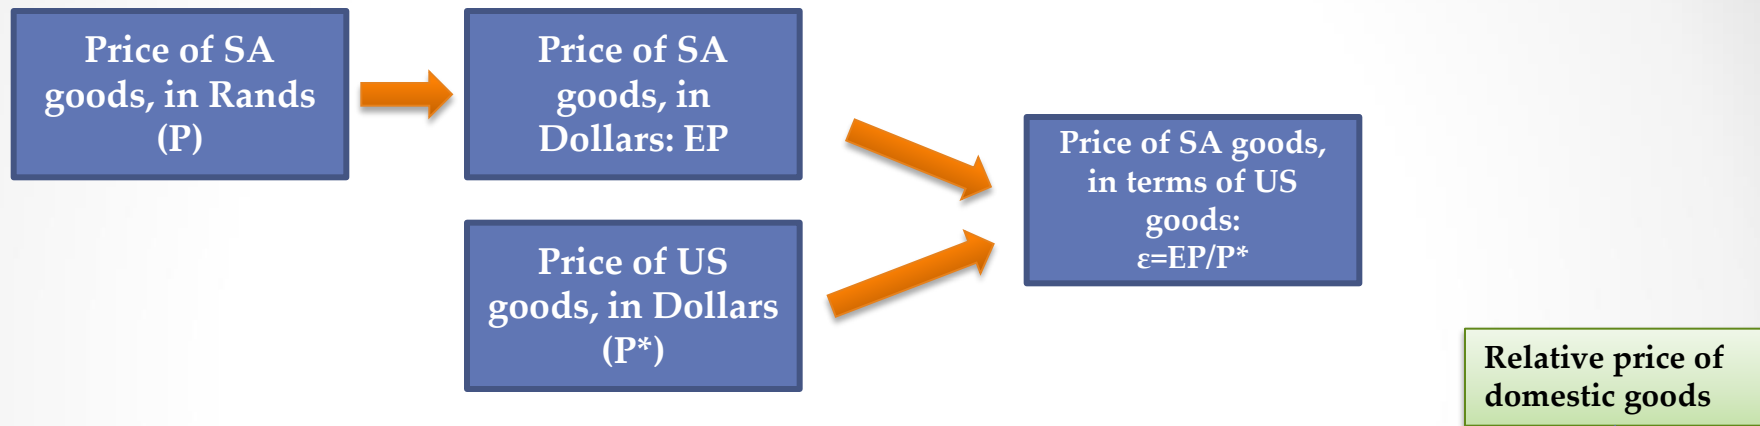 Price of SA
goods, in Rands
(P)
Price of SA
goods, in
Dollars: EP
Price of US
goods, in Dollars
(P*)
Price of SA goods,
in terms of US
goods:
ε=EP/P*
Relative price of
domestic goods